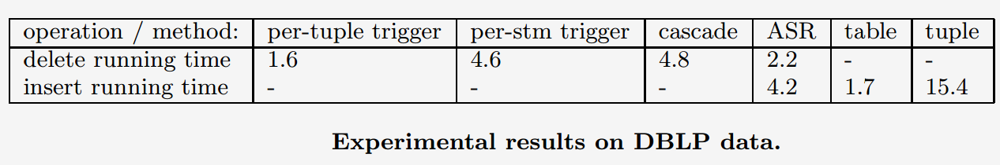 operation / method: per-tuple trigger per-stm trigger cascade ASR table tuple
delete running time 1.6 4.6 4.8 2.2 - -
insert running time - - - 4.2 1.7 15.4
Experimental results on DBLP data.